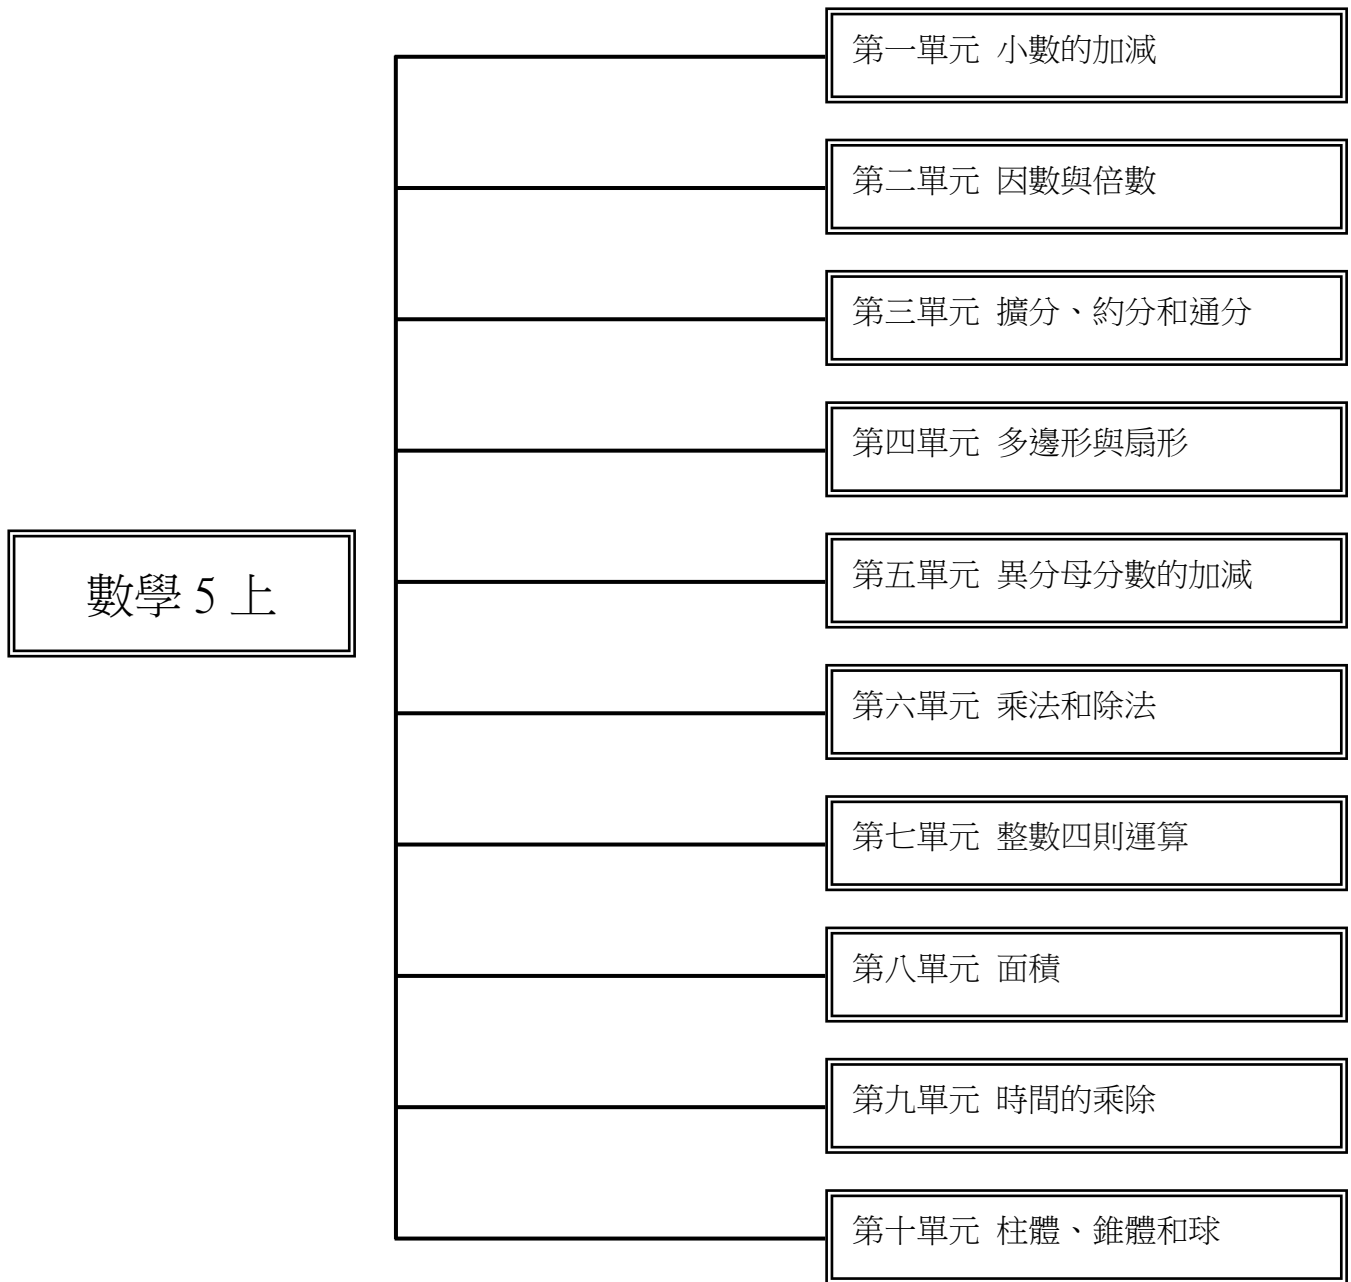 第一單元 小數的加減
第二單元 因數與倍數
第三單元 擴分、約分和通分
第四單元 多邊形與扇形
第五單元 異分母分數的加減
數學 5 上
第六單元 乘法和除法
第七單元 整數四則運算
第八單元 面積
第九單元 時間的乘除
第十單元 柱體、錐體和球